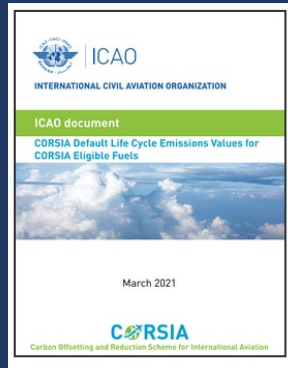 ICAO
INTERNATIONAL CIVIL AVIATION ORGANIZATION
ICAO document
CORSIA Default Life Cycle Emissions Values for
CORSIA Eligible Fuels
March 2021
CORSIA
Carbon Offsetting and Reduction Scheme for International Aviation